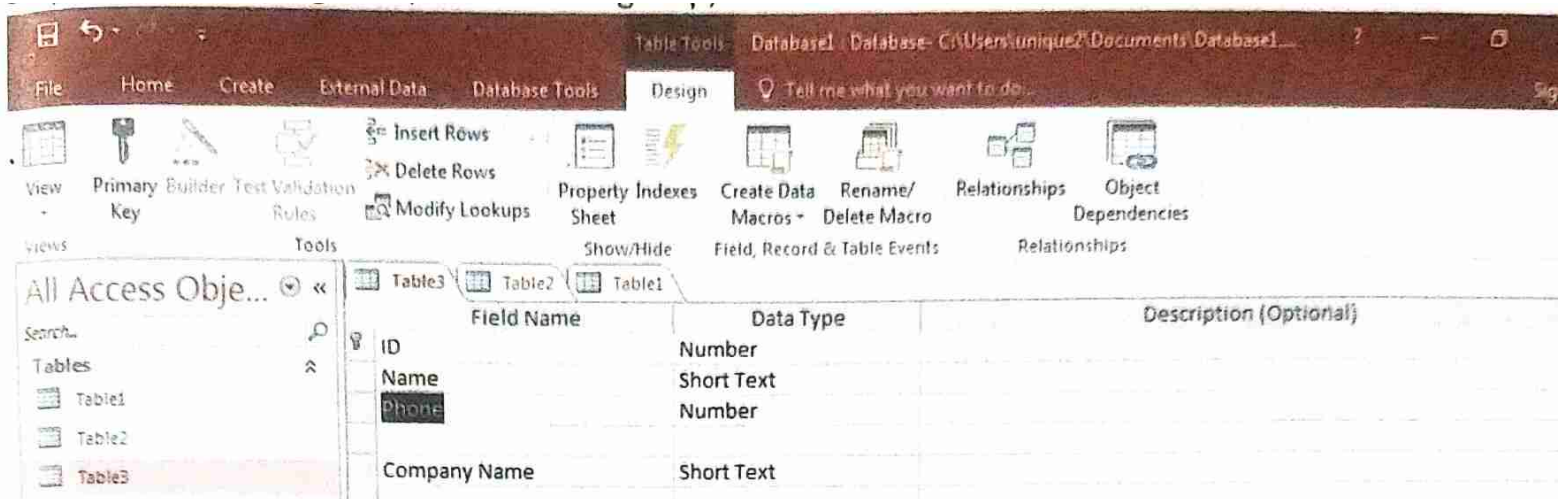 Table Tools Database1 : Database- C:\Users\unique2\Documents\Database1.... ?
File Home Create External Data Database Tools Design Tell me what you want to do...
Insert Rows
Delete Rows
Modify Lookups
View Primary Key Builder Test Validation Rules Property Sheet Indexes Create Data Macros Rename/ Delete Macro Relationships Object Dependencies
Views Tools Show/Hide Field, Record & Table Events Relationships
All Access Obje... « Table3 Table2 Table1
Search...
Field Name Data Type Description (Optional)
Tables
ID Number
Name Short Text
Table1
Phone Number
Table2
Company Name Short Text
Table3